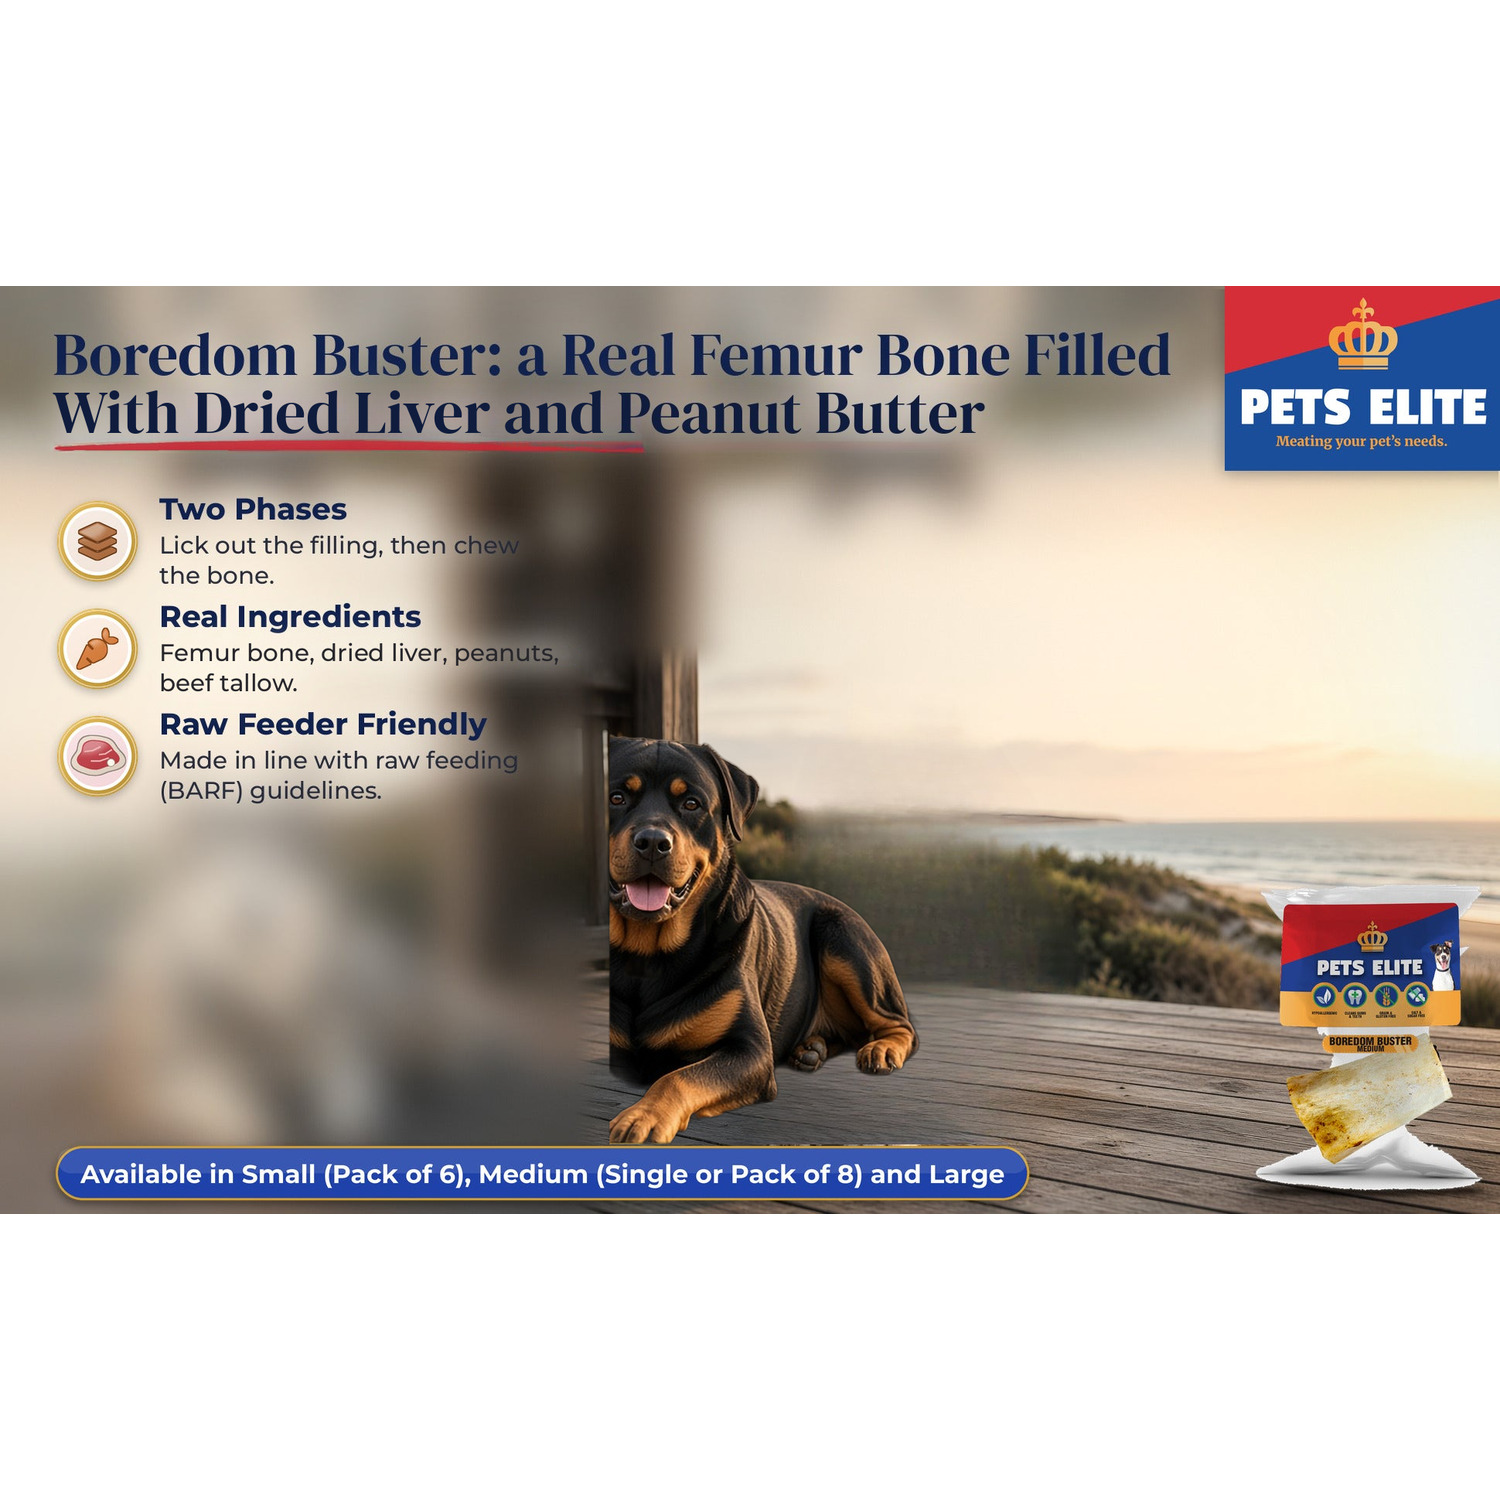 Boredom Buster: a Real Femur Bone Filled
With Dried Liver and Peanut Butter
PETS ELITE
Meating your pet's needs.
Two Phases
Lick out the filling, then chew
the bone.
Real Ingredients
Femur bone, dried liver, peanuts,
beef tallow.
Raw Feeder Friendly
Made in line with raw feeding
(BARF) guidelines.
PETS ELITE
BOREDOM BUSTER
MEDIUM
Available in Small (Pack of 6), Medium (Single or Pack of 8) and Large